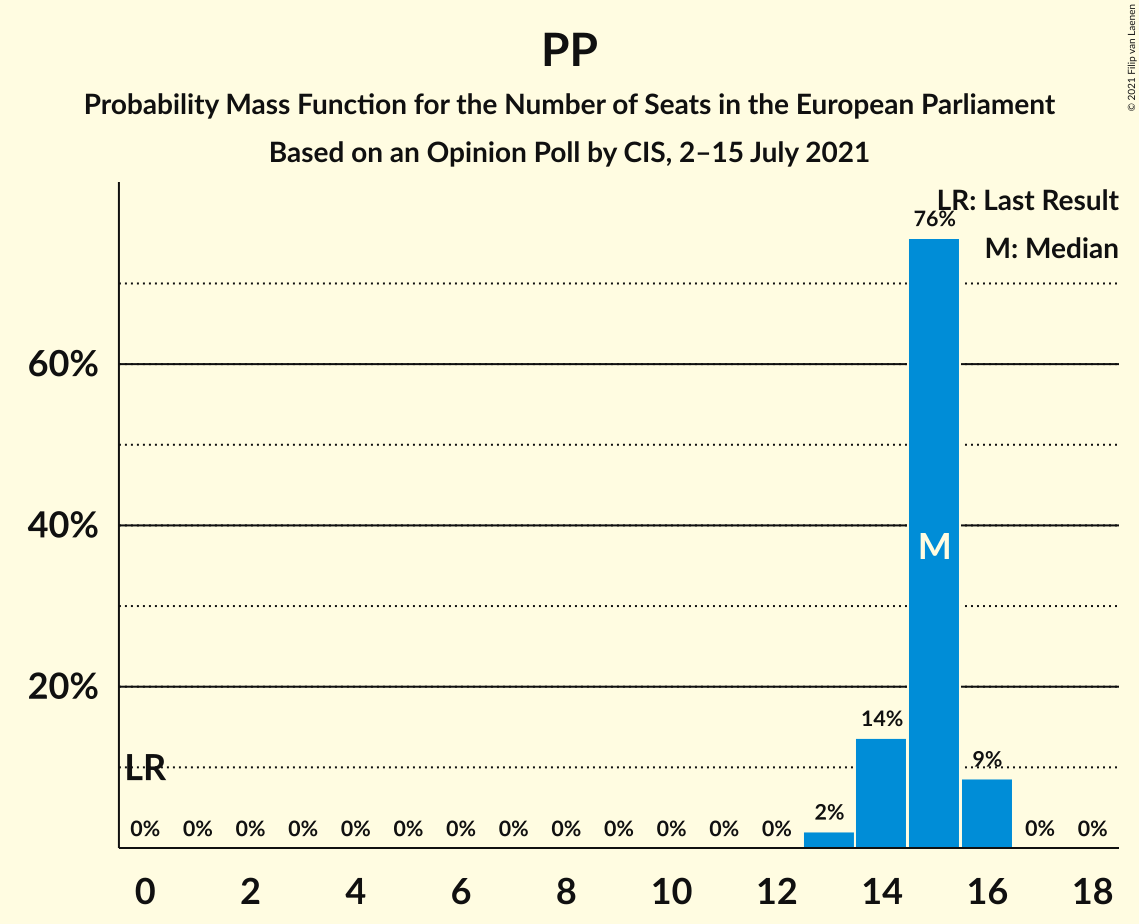 PP
Probability Mass Function for the Number of Seats in the European Parliament
Based on an Opinion Poll by CIS, 2–15 July 2021
© 2021 Filip van Laenen
LR: Last Result
M: Median
76%
60%
40%
M
20%
14%
LR
9%
0% 0% 0% 0% 0% 0% 0% 0% 0% 0% 0% 0% 0% 2% 0% 0%
0 2 4 6 8 10 12 14 16 18